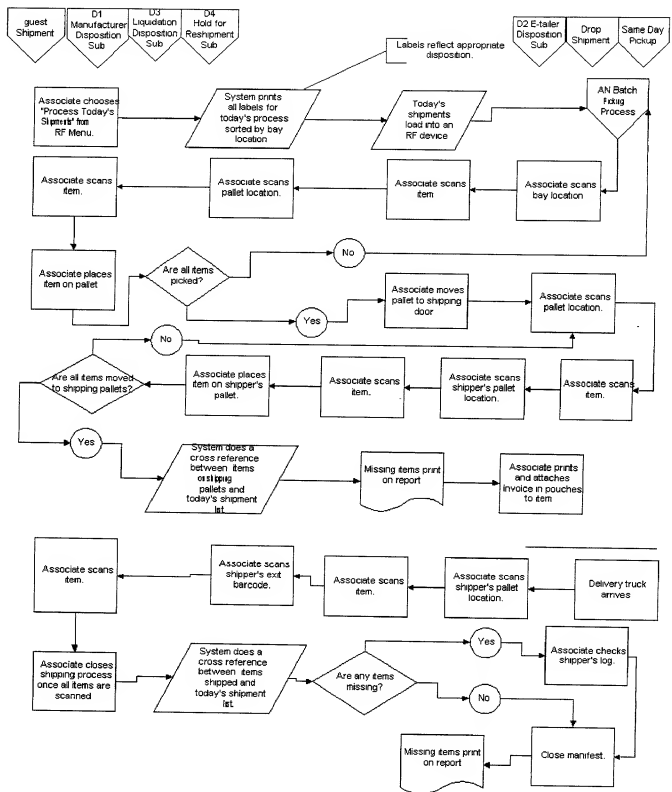 guest
Shipment
D1
Manufacturer
Disposition
Sub
D3
Liquidation
Disposition
Sub
D4
Hold for
Reshipment
Sub
Labels reflect appropriate
disposition.
D2 E-tailer
Disposition
Sub
Drop
Shipment
Same Day
Pickup
Associate chooses
"Process Today's
Shipments" from
RF Menu.
System prints
all labels for
today's process
sorted by bay
location
Today's
shipments
load into an
RF device
AN Batch
Picking
Process
Associate scans
item.
Associate scans
pallet location.
Associate scans
item
Associate scans
bay location
Associate places
item on pallet
Are all items
picked?
No
Yes
Associate moves
pallet to shipping
door
Associate scans
pallet location.
No
Are all items moved
to shipping pallets?
Associate places
item on shipper's
pallet.
Associate scans
item.
Associate scans
shipper's pallet
location.
Associate scans
item.
Yes
System does a
cross reference
between items
on shipping
pallets and
today's shipment
list.
Missing items print
on report
Associate prints
and attaches
invoice in pouches
to item
Associate scans
item.
Associate scans
shipper's exit
barcode.
Associate scans
item.
Associate scans
shipper's pallet
location.
Delivery truck
arrives
Associate closes
shipping process
once all items are
scanned
System does a
cross reference
between items
shipped and
today's shipment
list.
Are any items
missing?
Yes
Associate checks
shipper's log.
No
Missing items print
on report
Close manifest.